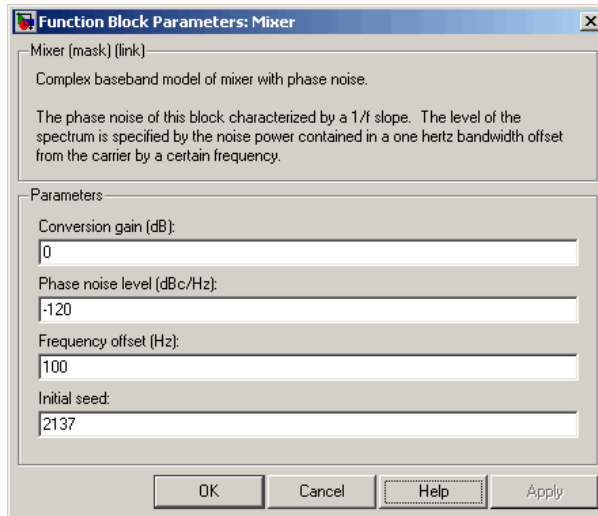 Function Block Parameters: Mixer
Mixer (mask) (link)
Complex baseband model of mixer with phase noise.
The phase noise of this block characterized by a 1/f slope. The level of the
spectrum is specified by the noise power contained in a one hertz bandwidth offset
from the carrier by a certain frequency.
Parameters
Conversion gain (dB):
0
Phase noise level (dBc/Hz):
-120
Frequency offset (Hz):
100
Initial seed:
2137
OK Cancel Help Apply